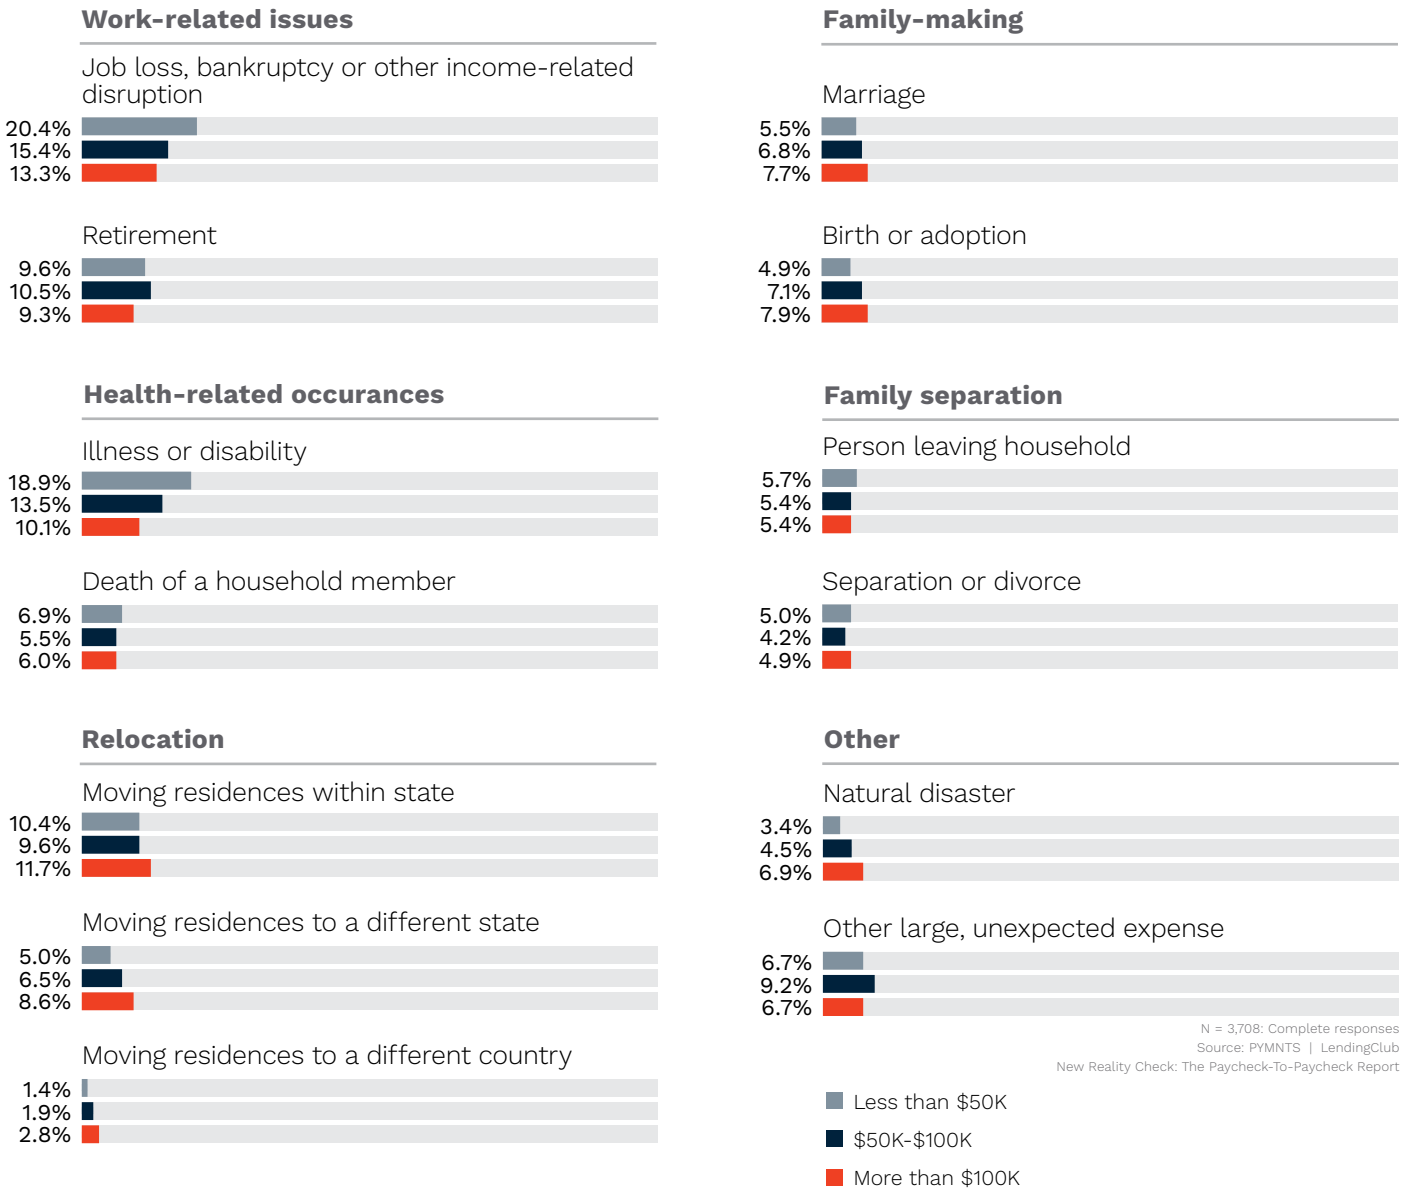 Work-related issues
Job loss, bankruptcy or other income-related
disruption
20.4%
15.4%
13.3%
Retirement
9.6%
10.5%
9.3%
Health-related occurances
Illness or disability
18.9%
13.5%
10.1%
Death of a household member
6.9%
5.5%
6.0%
Relocation
Moving residences within state
10.4%
9.6%
11.7%
Moving residences to a different state
5.0%
6.5%
8.6%
Moving residences to a different country
1.4%
1.9%
2.8%
Family-making
Marriage
5.5%
6.8%
7.7%
Birth or adoption
4.9%
7.1%
7.9%
Family separation
Person leaving household
5.7%
5.4%
5.4%
Separation or divorce
5.0%
4.2%
4.9%
Other
Natural disaster
3.4%
4.5%
6.9%
Other large, unexpected expense
6.7%
9.2%
6.7%
N = 3,708: Complete responses
Source: PYMNTS | LendingClub
New Reality Check: The Paycheck-To-Paycheck Report
Less than $50K
$50K-$100K
More than $100K